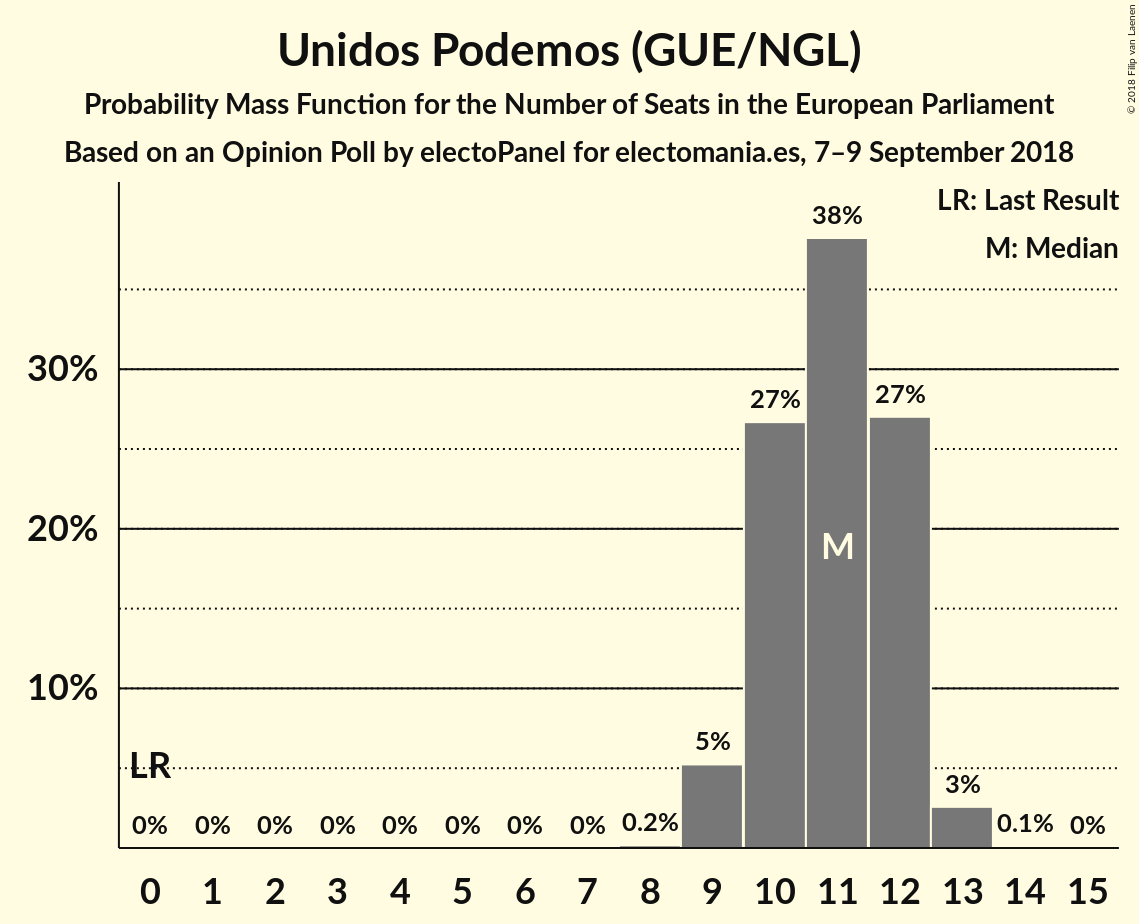 Unidos Podemos (GUE/NGL)
Probability Mass Function for the Number of Seats in the European Parliament
Based on an Opinion Poll by electoPanel for electomania.es, 7–9 September 2018
© 2018 Filip van Laenen
LR: Last Result
M: Median
38%
30%
27%
27%
20%
M
10%
5%
LR
3%
0% 0% 0% 0% 0% 0% 0% 0% 0.2% 0.1% 0%
0 1 2 3 4 5 6 7 8 9 10 11 12 13 14 15